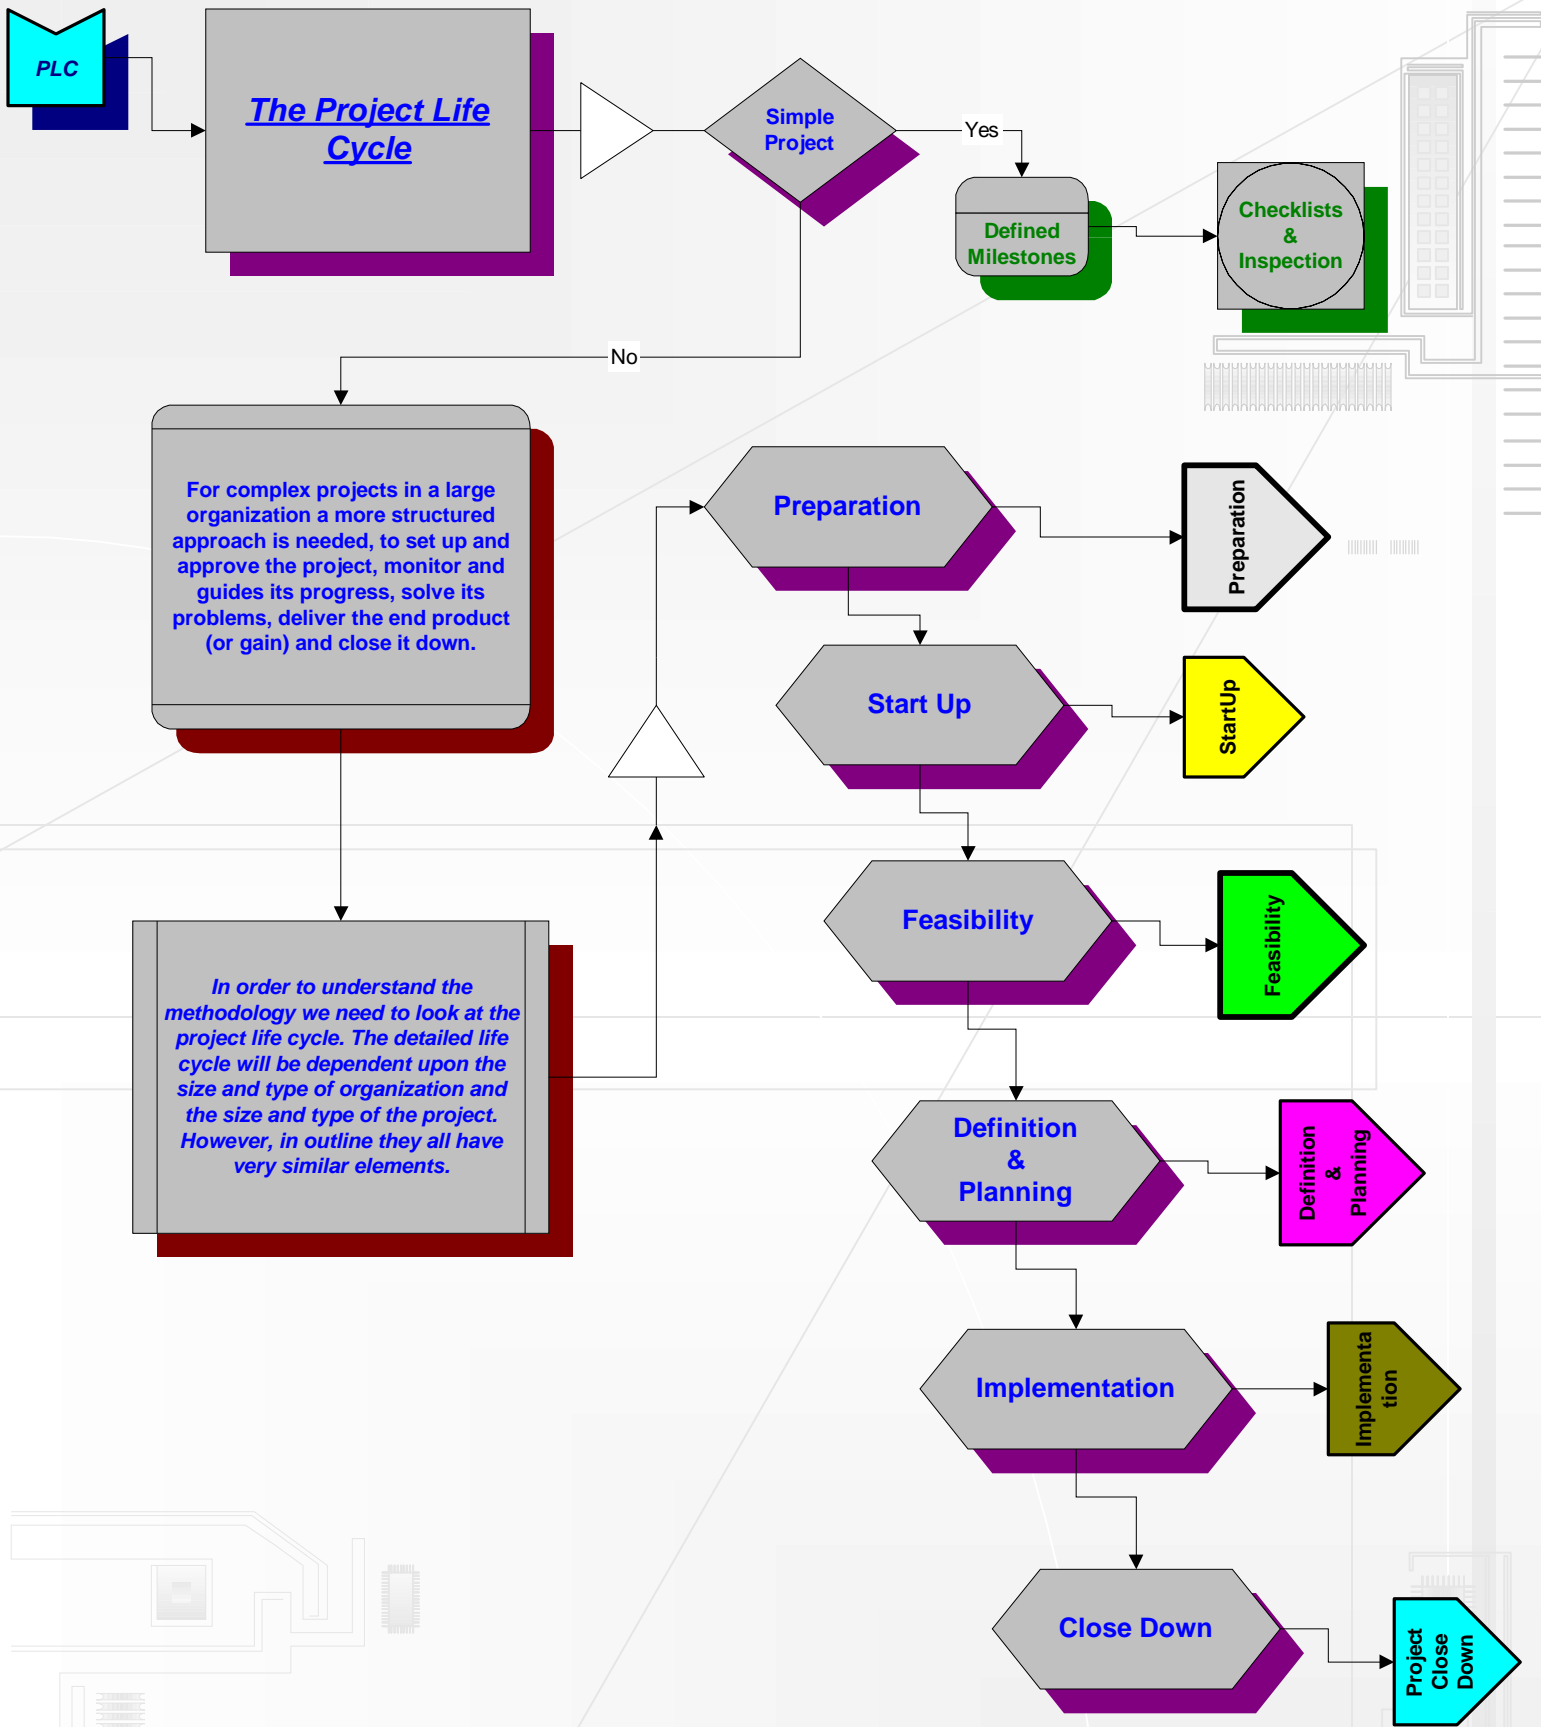 PLC
The Project Life
Cycle
Simple
Project
Yes
Defined
Milestones
Checklists
&
Inspection
No
For complex projects in a large
organization a more structured
approach is needed, to set up and
approve the project, monitor and
guides its progress, solve its
problems, deliver the end product
(or gain) and close it down.
In order to understand the
methodology we need to look at the
project life cycle. The detailed life
cycle will be dependent upon the
size and type of organization and
the size and type of the project.
However, in outline they all have
very similar elements.
Preparation
Preparation
Start Up
StartUp
Feasibility
Feasibility
Definition
&
Planning
Definition
&
Planning
Implementation
Implementa
tion
Close Down
Project
Close
Down